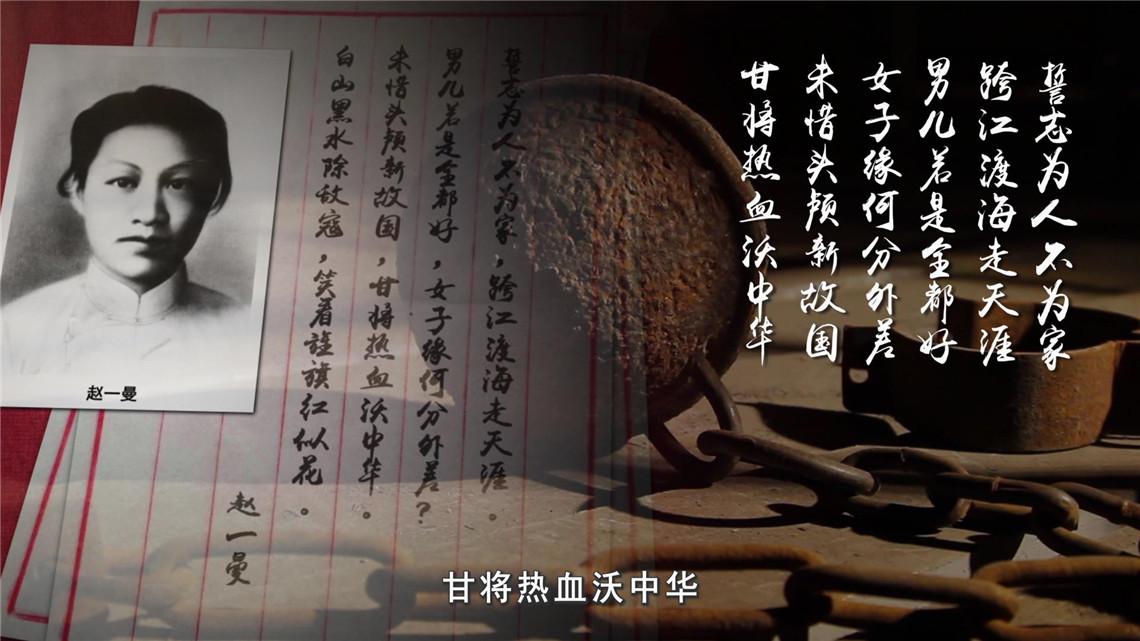 誓志为人不为家
跨江渡海走天涯
男儿若是全都好
女子缘何分外差
未惜头颅新故国
甘将热血沃中华
誓志为人不为家，跨江渡海走天涯。
男儿若是全都好，女子缘何分外差？
未惜头颅新故国，甘将热血沃中华。
白山黑水除敌寇，笑看旌旗红似花。
赵一曼
赵一曼
甘将热血沃中华